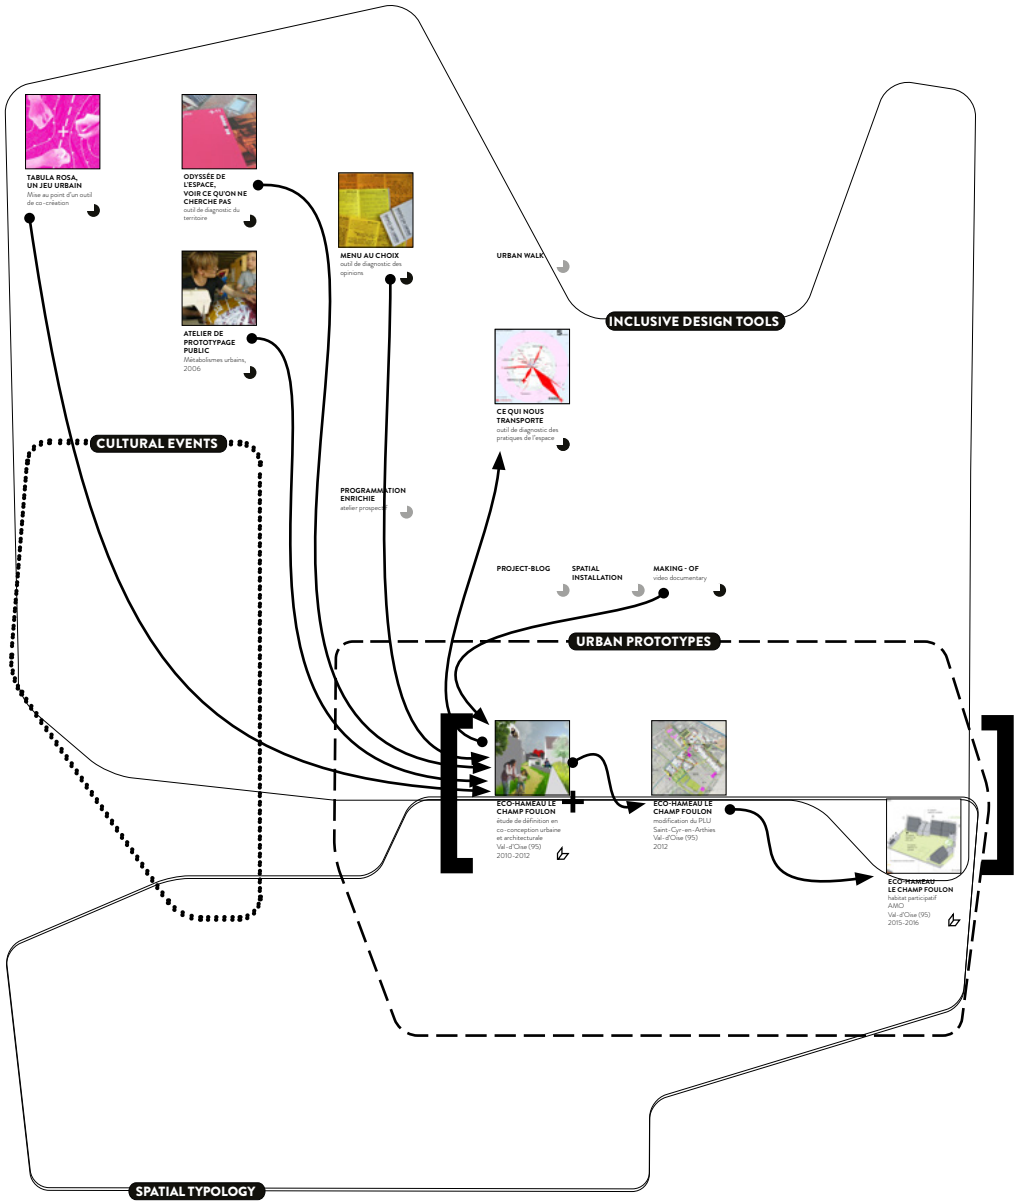 TABULA ROSA,
UN JEU URBAIN
Mise au point d'un outil
de co-création
ODYSSÉE DE
L'ESPACE,
VOIR CE QU'ON NE
CHERCHE PAS
outil de diagnostic du
territoire
MENU AU CHOIX
outil de diagnostic des
opinions
URBAN WALK
INCLUSIVE DESIGN TOOLS
ATELIER DE
PROTOTYPAGE
PUBLIC
Métabolismes urbains,
2006
CE QUI NOUS
TRANSPORTE
outil de diagnostic des
pratiques de l'espace
CULTURAL EVENTS
PROGRAMMATION
ENRICHIE
atelier prospectif
PROJECT-BLOG
SPATIAL
INSTALLATION
MAKING - OF
video documentary
URBAN PROTOTYPES
ECO-HAMEAU LE
CHAMP FOULON
étude de définition en
co-conception urbaine
et architecturale
Val-d'Oise (95)
2010-2012
ECO-HAMEAU LE
CHAMP FOULON
modification du PLU
Saint-Cyr-en-Arthies
Val-d'Oise (95)
2012
ECO-HAMEAU
LE CHAMP FOULON
habitat participatif
AMO
Val-d'Oise (95)
2015-2016
SPATIAL TYPOLOGY